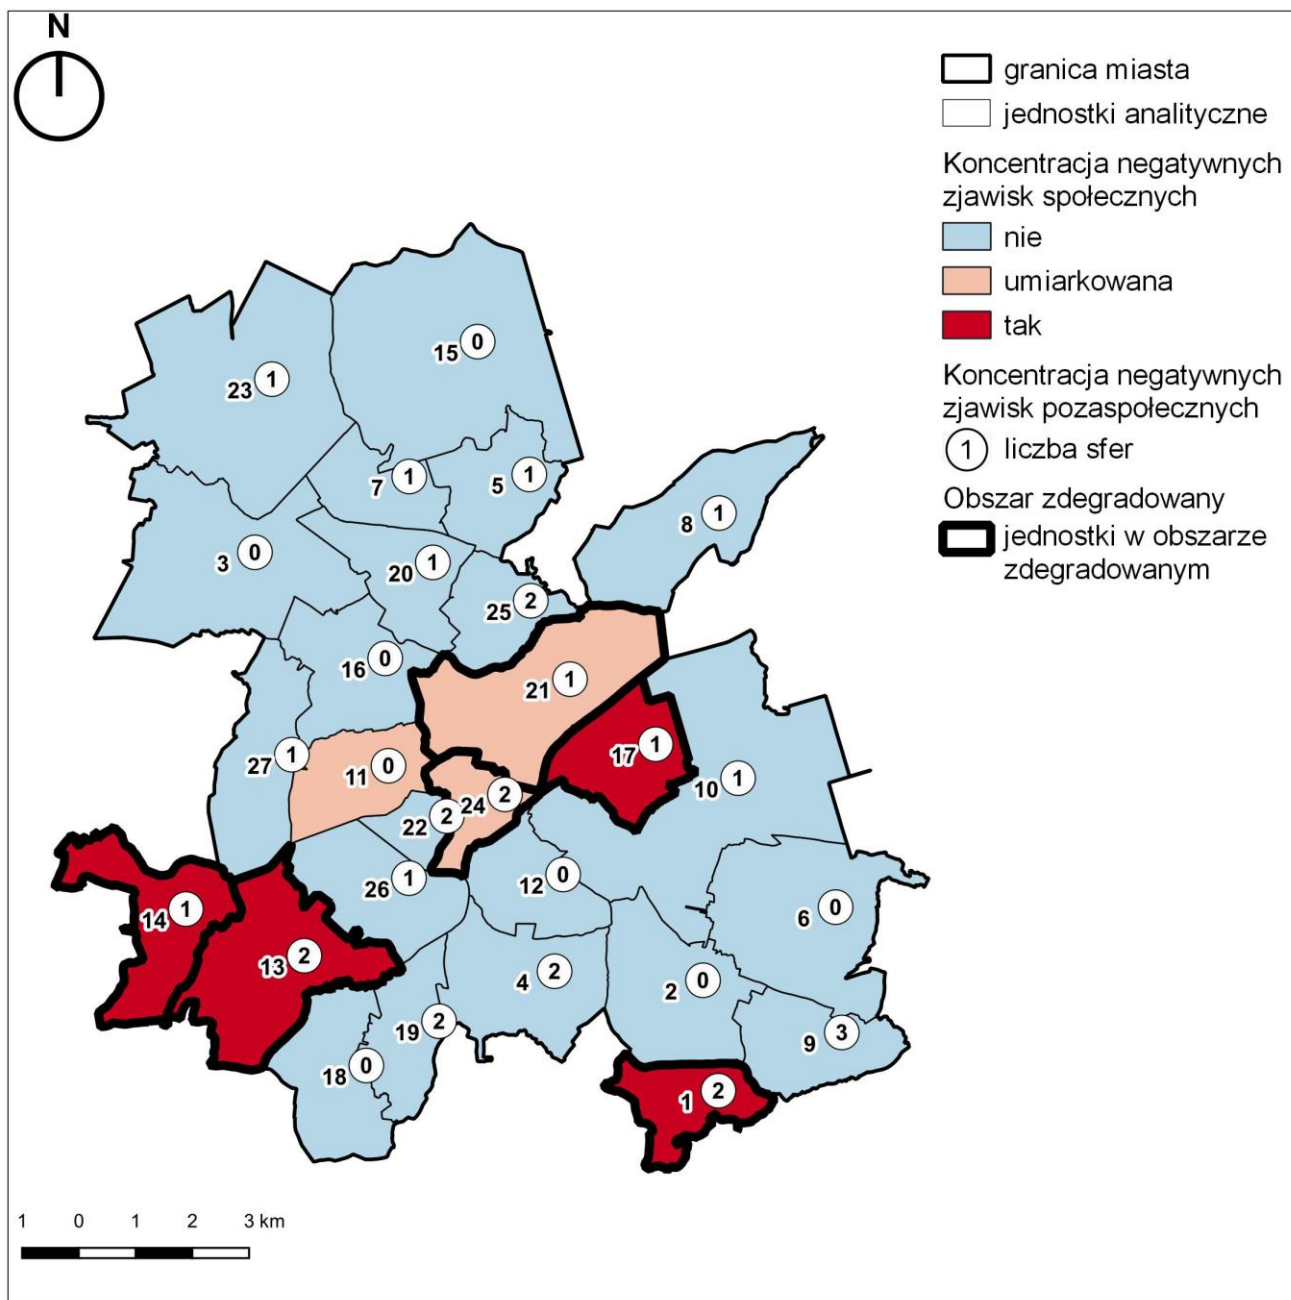 N
granica miasta
jednostki analityczne
Koncentracja negatywnych
zjawisk społecznych
nie
umiarkowana
tak
Koncentracja negatywnych
zjawisk pozaspołecznych
1 liczba sfer
Obszar zdegradowany
jednostki w obszarze
zdegradowanym
15 0
23 1
7 1
5 1
8 1
3 0
20 1
25 2
16 0
21 1
27 1
11 0
17 1
10 1
24 2
22 2
26 1
12 0
14 1
6 0
13 2
4 2
2 0
19 2
9 3
18 0
1 2
1 0 1 2 3 km